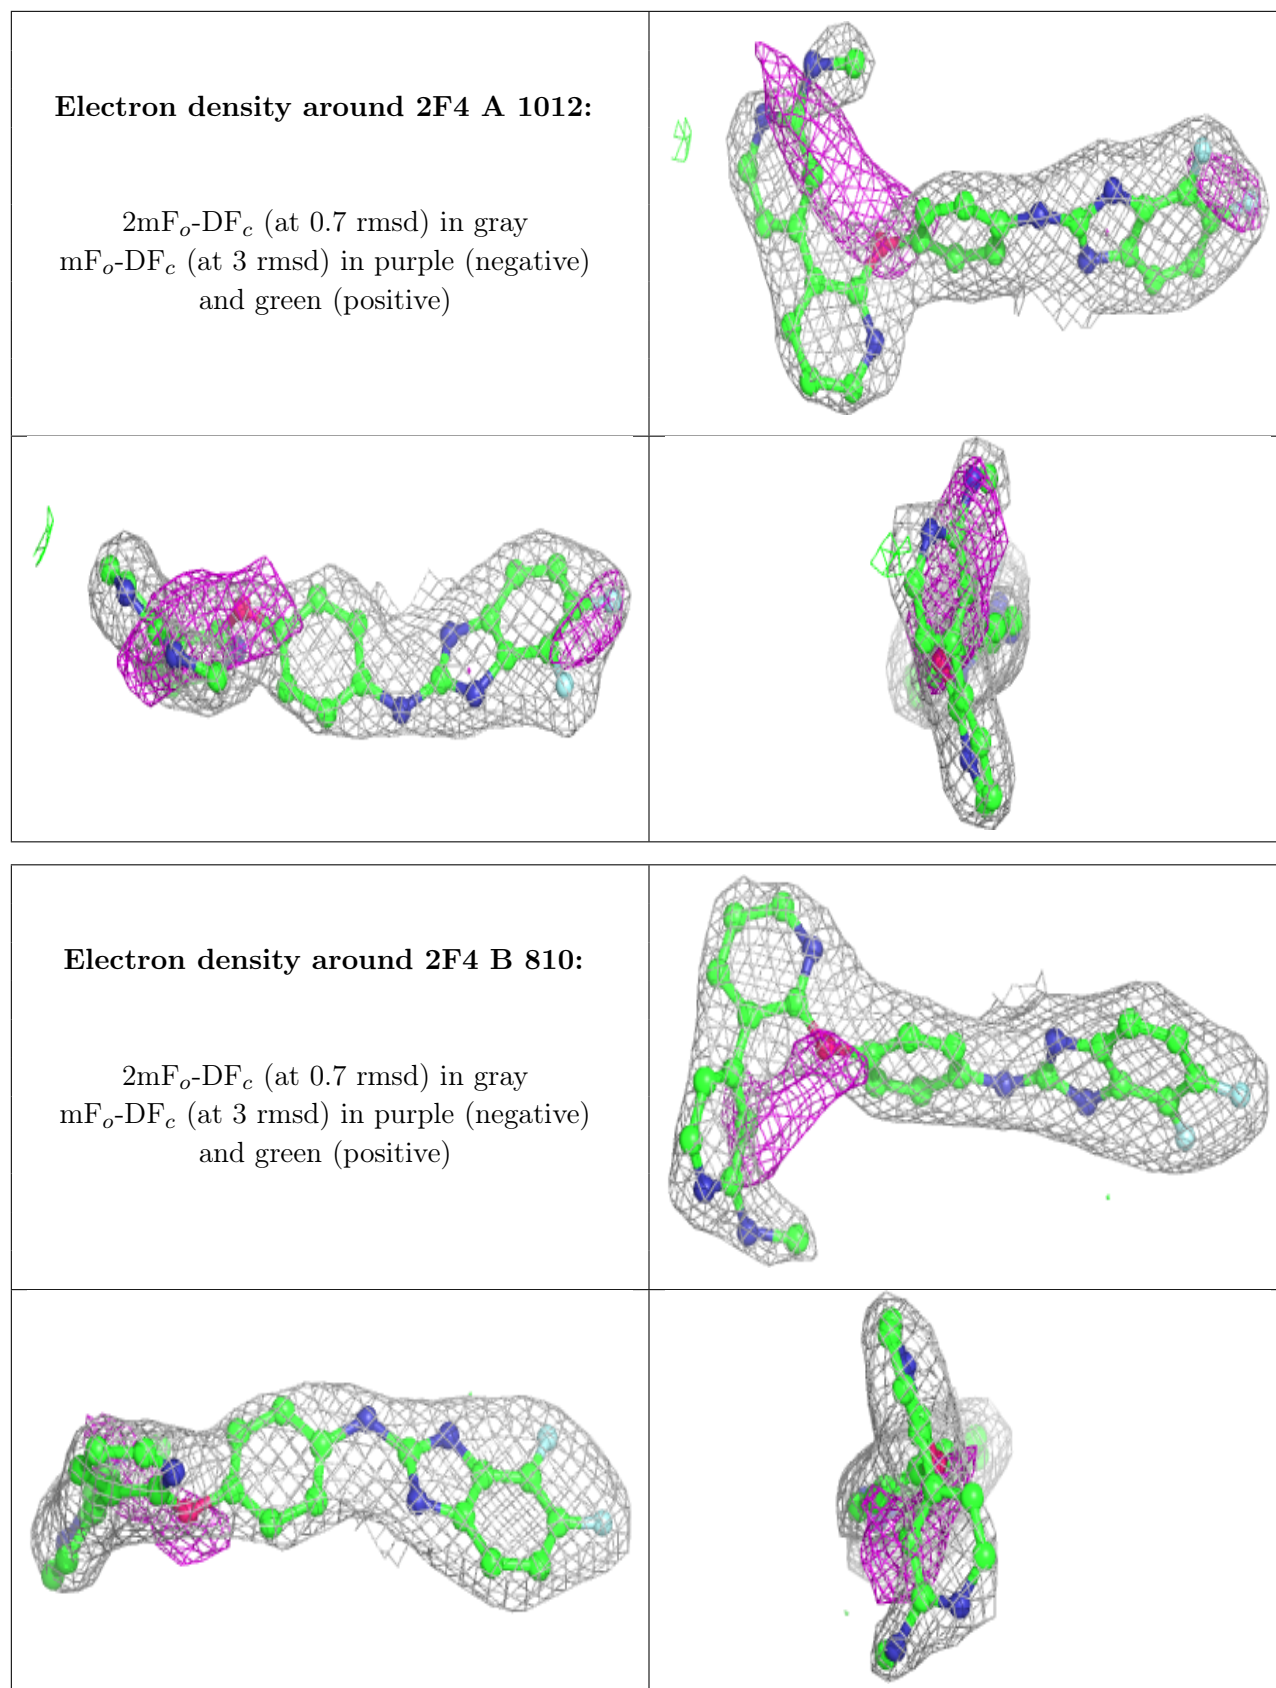 Electron density around 2F4 A 1012:
2mFo-DFc (at 0.7 rmsd) in gray
mFo-DFc (at 3 rmsd) in purple (negative)
and green (positive)
Electron density around 2F4 B 810:
2mFo-DFc (at 0.7 rmsd) in gray
mFo-DFc (at 3 rmsd) in purple (negative)
and green (positive)